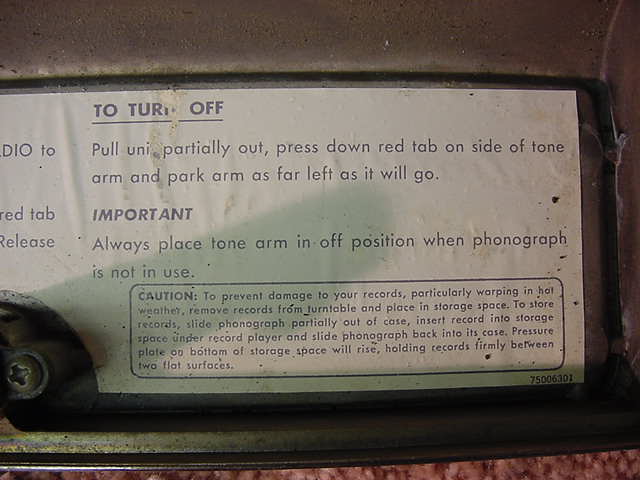 TO TURN OFF
DIO to
Pull unit partially out, press down red tab on side of tone
arm and park arm as far left as it will go.
red tab
IMPORTANT
Release
Always place tone arm in off position when phonograph
is not in use.
CAUTION: To prevent damage to your records, particularly warping in hot
weather, remove records from turntable and place in storage space. To store
records, slide phonograph partially out of case, insert record into storage
space under record player and slide phonograph back into its case. Pressure
plate on bottom of storage space will rise, holding records firmly between
two flat surfaces.
75006301